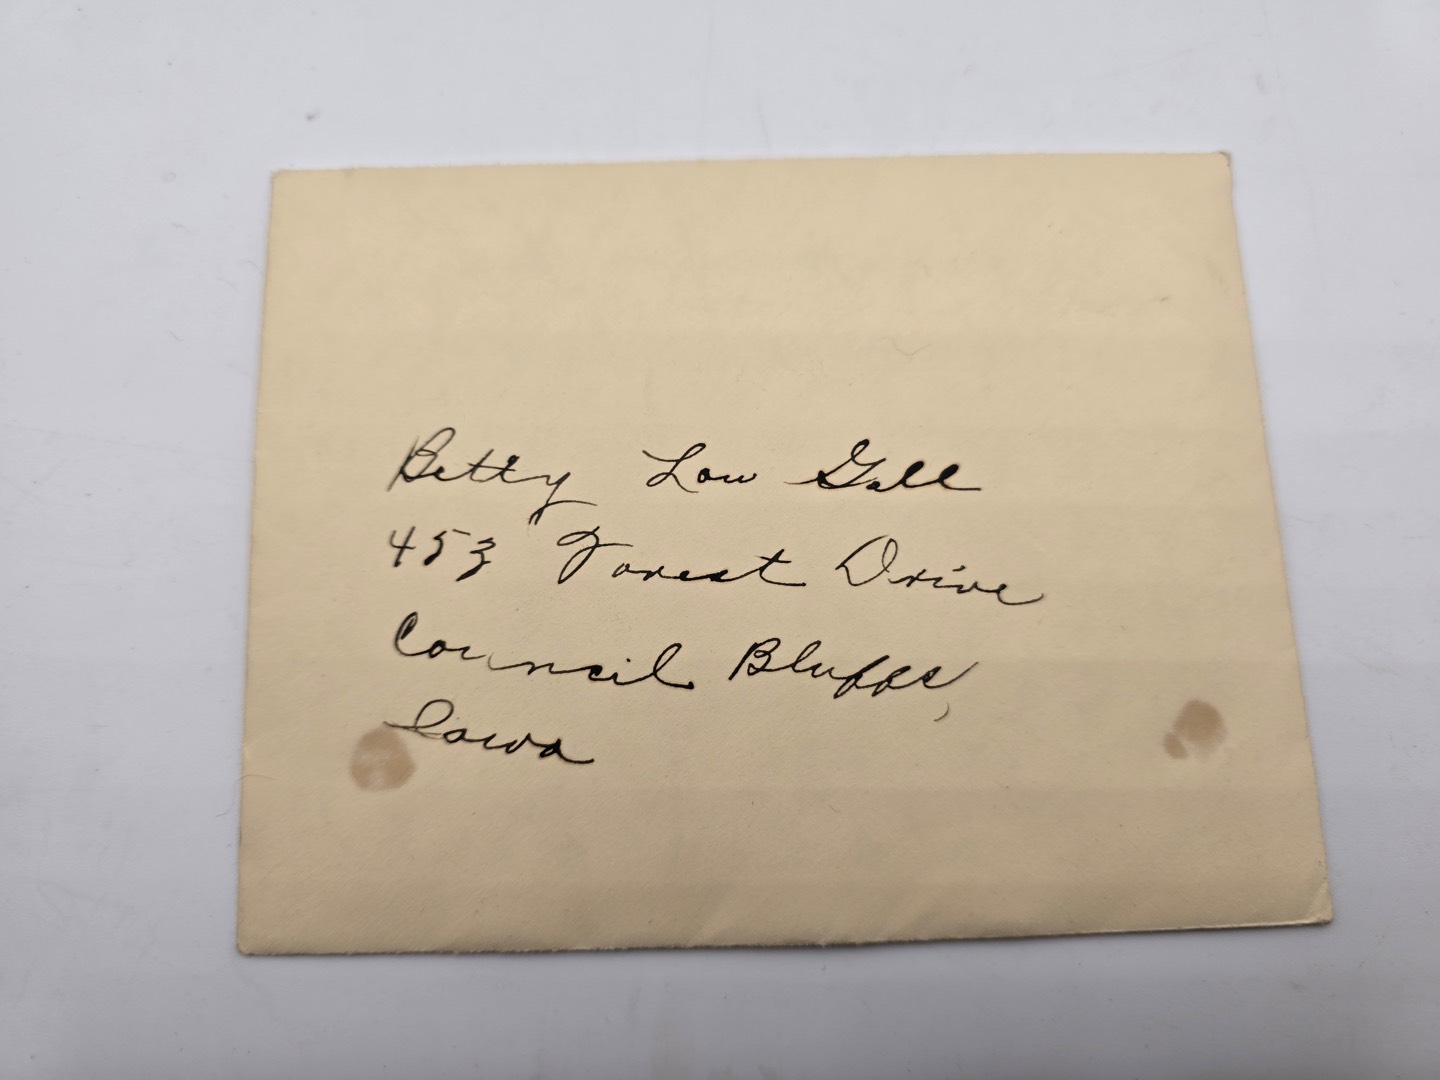 Betty Lou Gall
453 Forest Drive
Council Bluffs,
Iowa